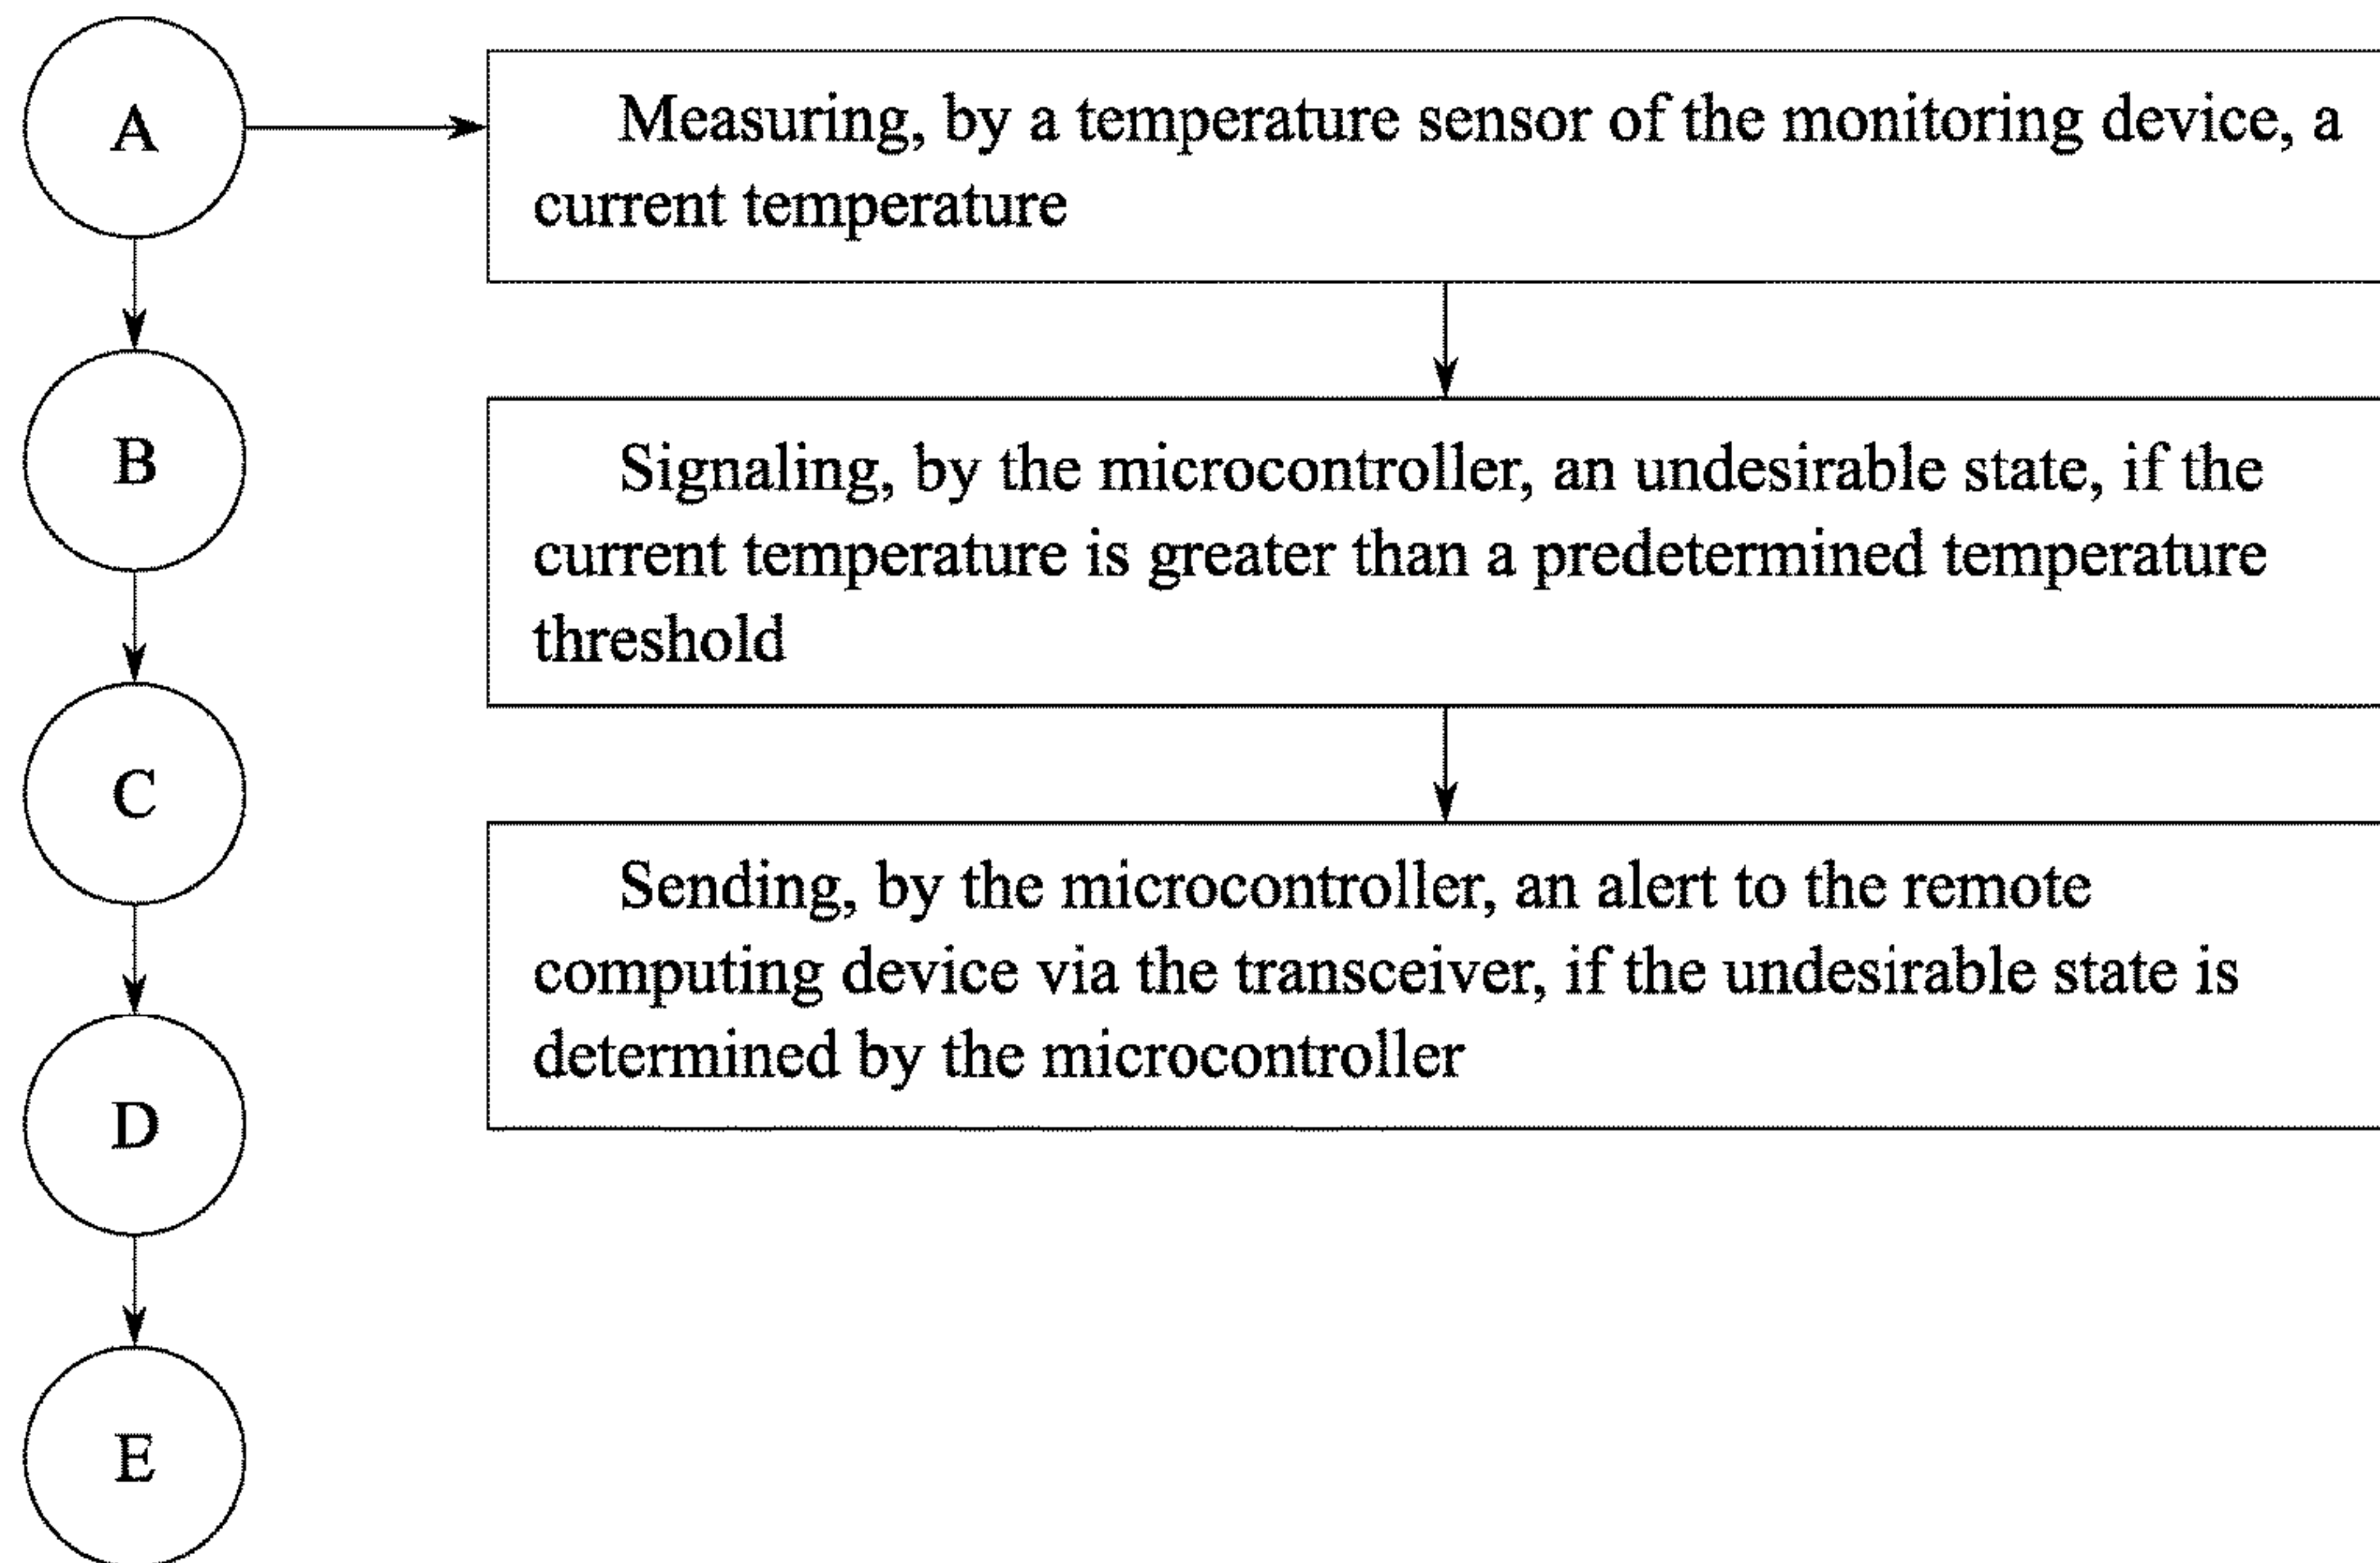 A
Measuring, by a temperature sensor of the monitoring device, a
current temperature
B
Signaling, by the microcontroller, an undesirable state, if the
current temperature is greater than a predetermined temperature
threshold
C
Sending, by the microcontroller, an alert to the remote
computing device via the transceiver, if the undesirable state is
determined by the microcontroller
D
E